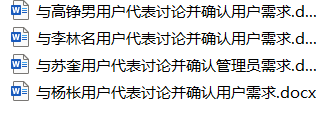 与高铮男用户代表讨论并确认用户需求.d...
与李林名用户代表讨论并确认用户需求.d...
与苏奎用户代表讨论并确认管理员需求.d...
与杨枨用户代表讨论并确认用户需求.docx